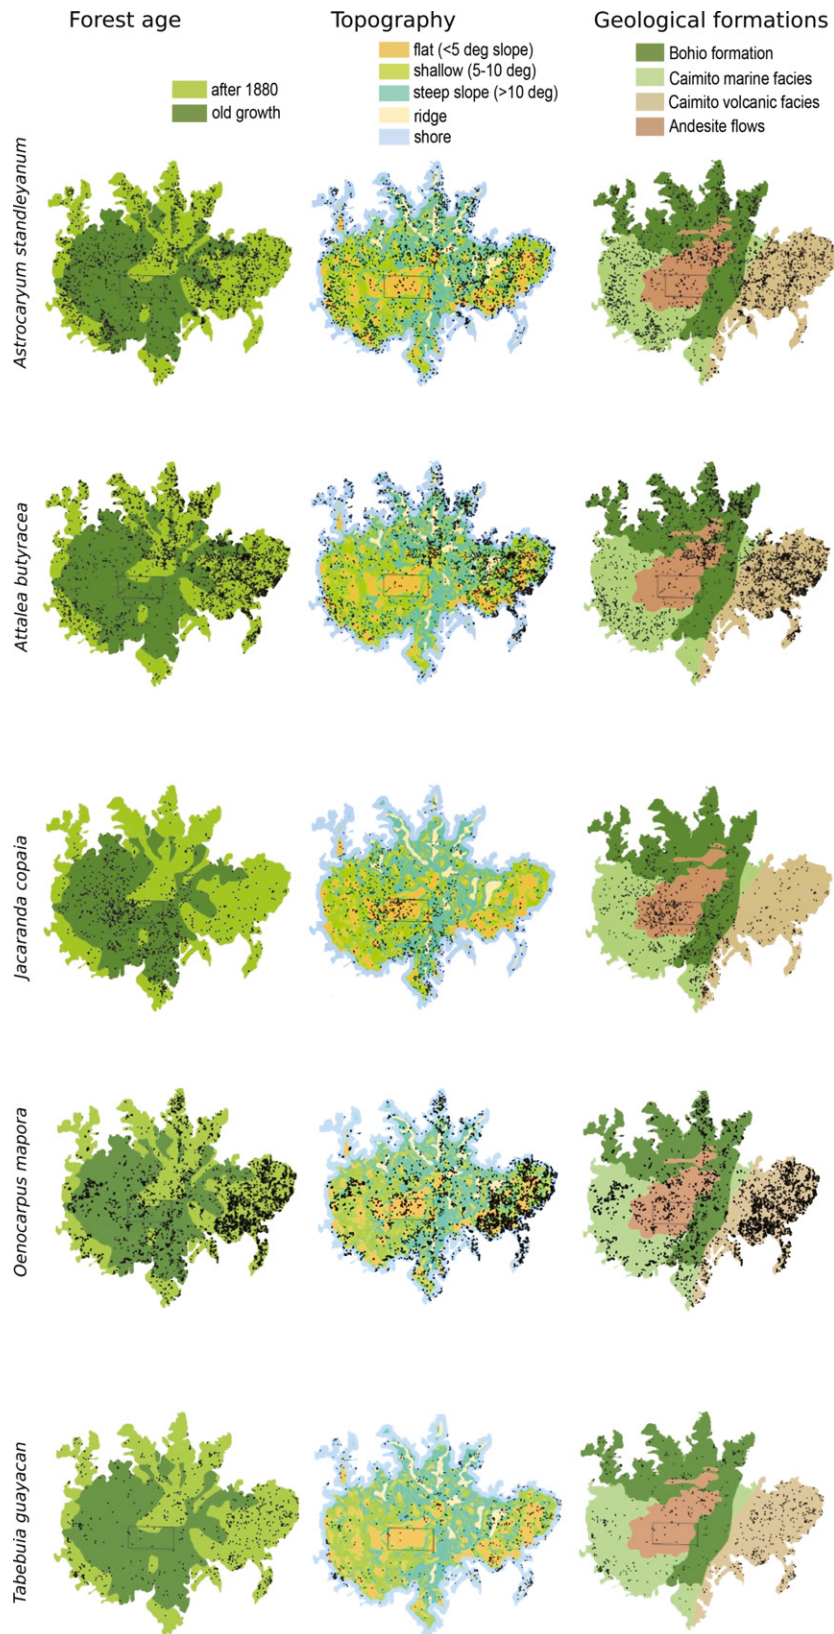 Forest age
Topography
Geological formations
after 1880
old growth
flat (<5 deg slope)
shallow (5-10 deg)
steep slope (>10 deg)
ridge
shore
Bohio formation
Caimito marine facies
Caimito volcanic facies
Andesite flows
Astrocaryum standleyanum
Attalea butyracea
Jacaranda copaia
Oenocarpus mapora
Tabebuia guayacan